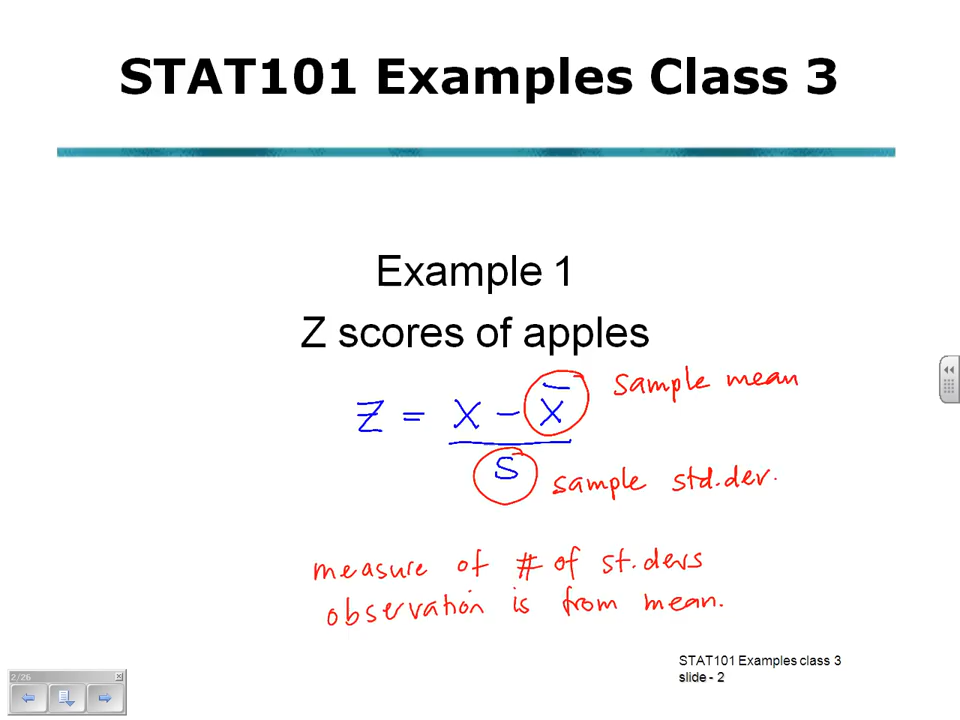 STAT101 Examples Class 3
Example 1
Z scores of apples
sample mean
Z = X - X̄
S
sample std.dev.
measure of # of st.devs
observation is from mean.
STAT101 Examples class 3
slide - 2
2/26